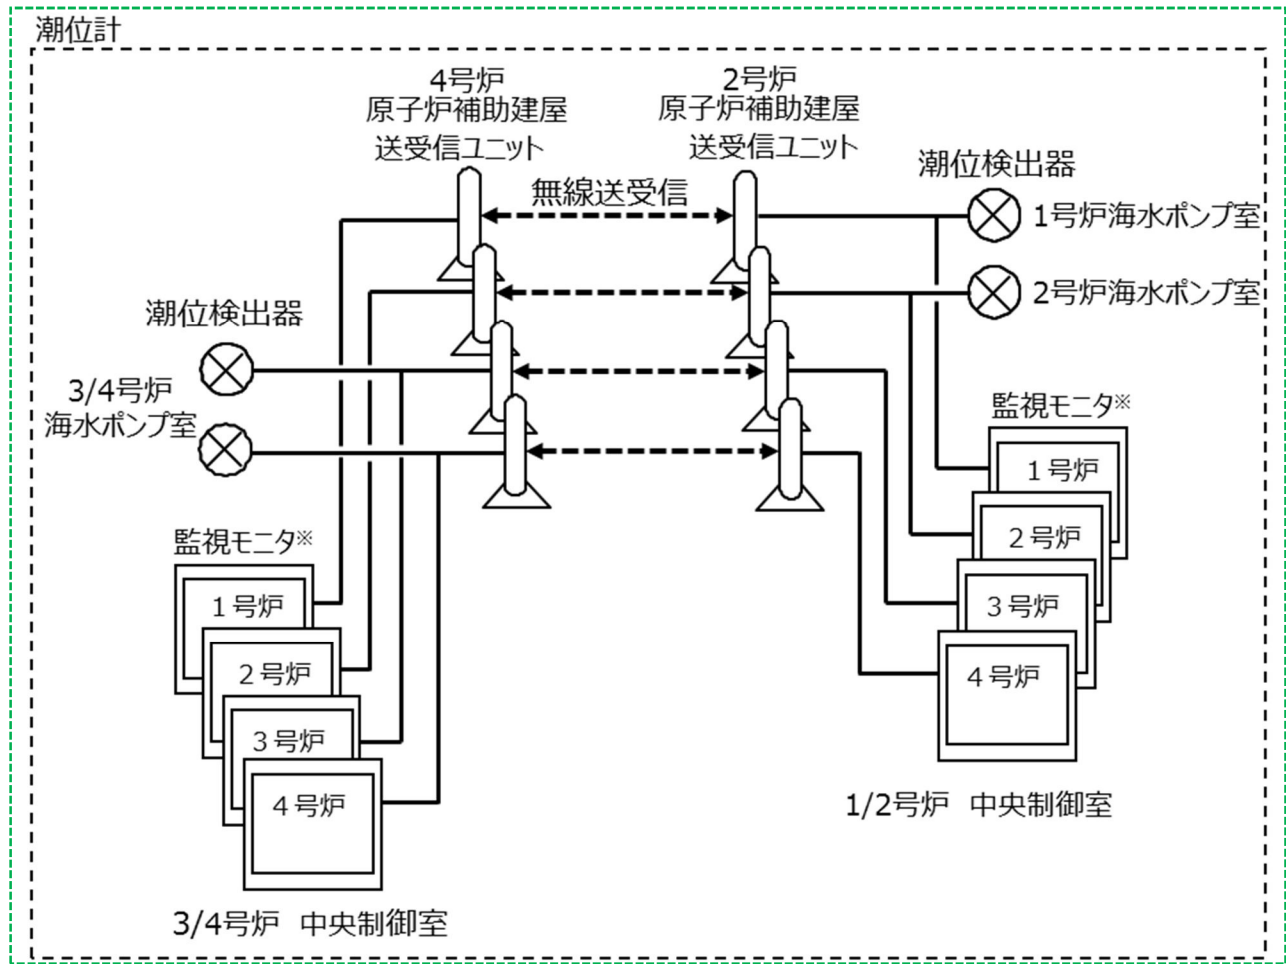 潮位計
4号炉
原子炉補助建屋
送受信ユニット
2号炉
原子炉補助建屋
送受信ユニット
無線送受信
潮位検出器
1号炉海水ポンプ室
2号炉海水ポンプ室
潮位検出器
3/4号炉
海水ポンプ室
監視モニタ※
1号炉
2号炉
3号炉
4号炉
1/2号炉 中央制御室
監視モニタ※
1号炉
2号炉
3号炉
4号炉
3/4号炉 中央制御室